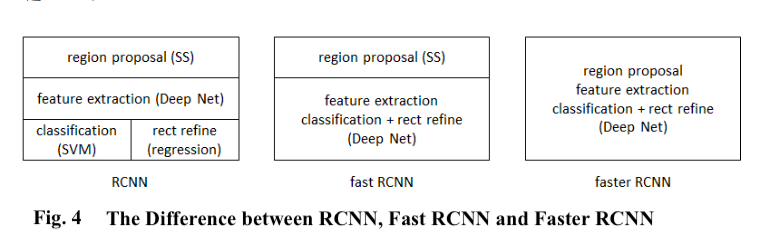 region proposal (SS)
feature extraction (Deep Net)
classification
(SVM)
rect refine
(regression)
RCNN
region proposal (SS)
feature extraction
classification + rect refine
(Deep Net)
fast RCNN
region proposal
feature extraction
classification + rect refine
(Deep Net)
faster RCNN
Fig. 4 The Difference between RCNN, Fast RCNN and Faster RCNN